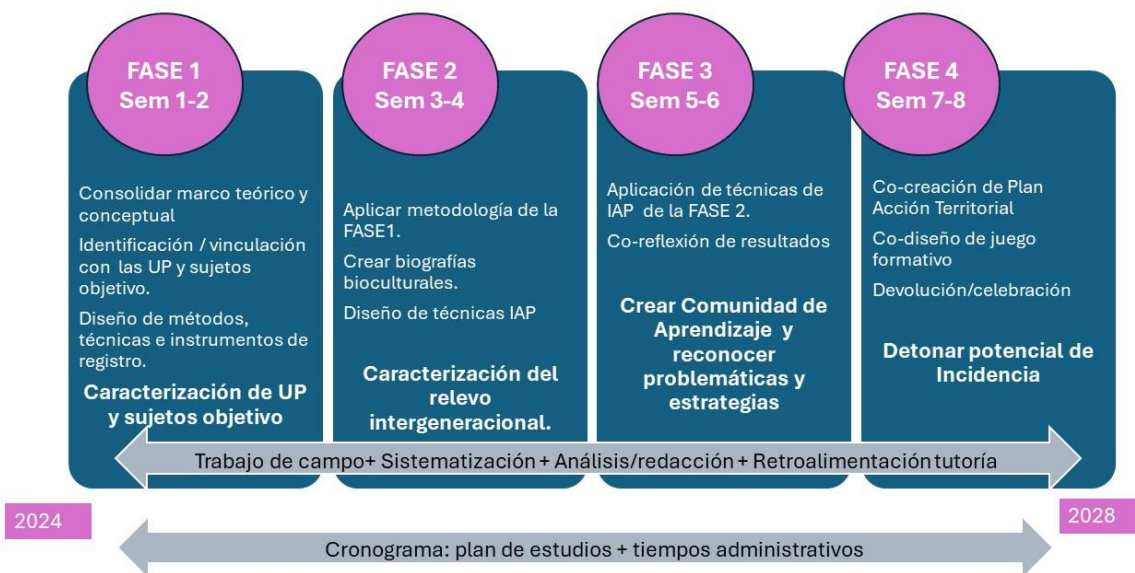 FASE 1
Sem 1-2
Consolidar marco teórico y
conceptual
Identificación / vinculación
con las UP y sujetos
objetivo.
Diseño de métodos,
técnicas e instrumentos de
registro.
Caracterización de UP
y sujetos objetivo
FASE 2
Sem 3-4
Aplicar metodología de la
FASE1.
Crear biografías
bioculturales.
Diseño de técnicas IAP
Caracterización del
relevo
intergeneracional.
FASE 3
Sem 5-6
Aplicación de técnicas de
IAP de la FASE 2.
Co-reflexión de resultados
Crear Comunidad de
Aprendizaje y
reconocer
problemáticas y
estrategias
FASE 4
Sem 7-8
Co-creación de Plan
Acción Territorial
Co-diseño de juego
formativo
Devolución/celebración
Detonar potencial de
Incidencia
Trabajo de campo+ Sistematización + Análisis/redacción + Retroalimentación tutoría
2024
2028
Cronograma: plan de estudios + tiempos administrativos